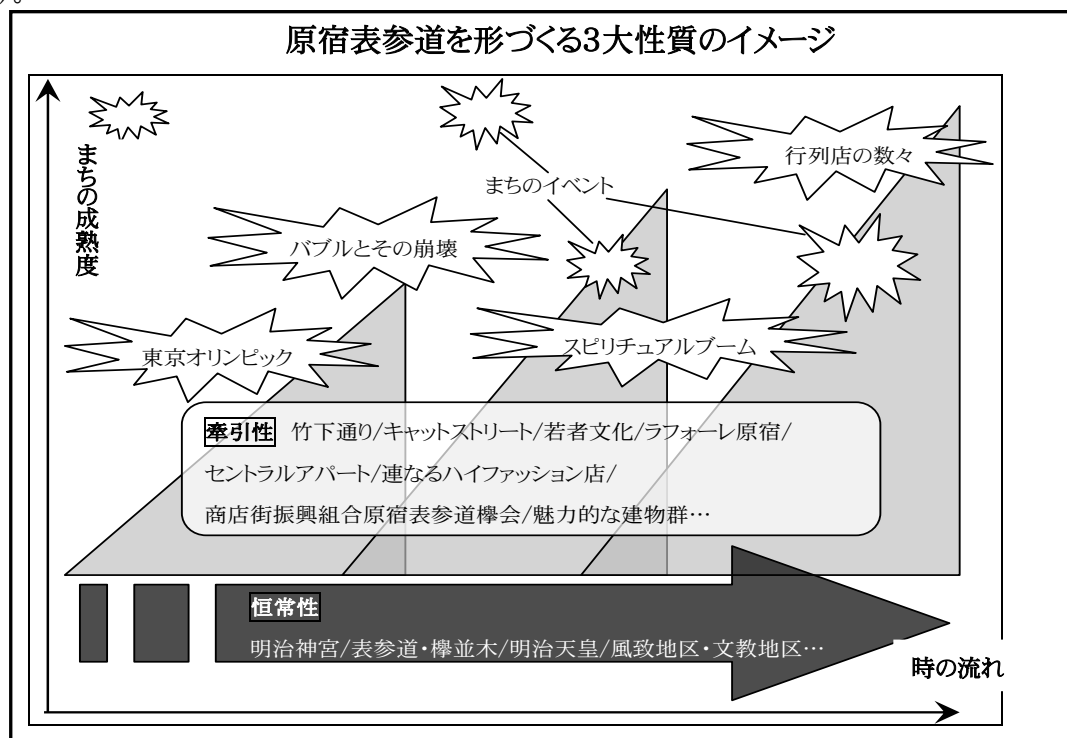 す。
原宿表参道を形づくる3大性質のイメージ
まちの成熟度
行列店の数々
まちのイベント
バブルとその崩壊
東京オリンピック
スピリチュアルブーム
牽引性 竹下通り/キャットストリート/若者文化/ラフォーレ原宿/
セントラルアパート/連なるハイファッション店/
商店街振興組合原宿表参道欅会/魅力的な建物群…
恒常性
明治神宮/表参道・欅並木/明治天皇/風致地区・文教地区…
時の流れ